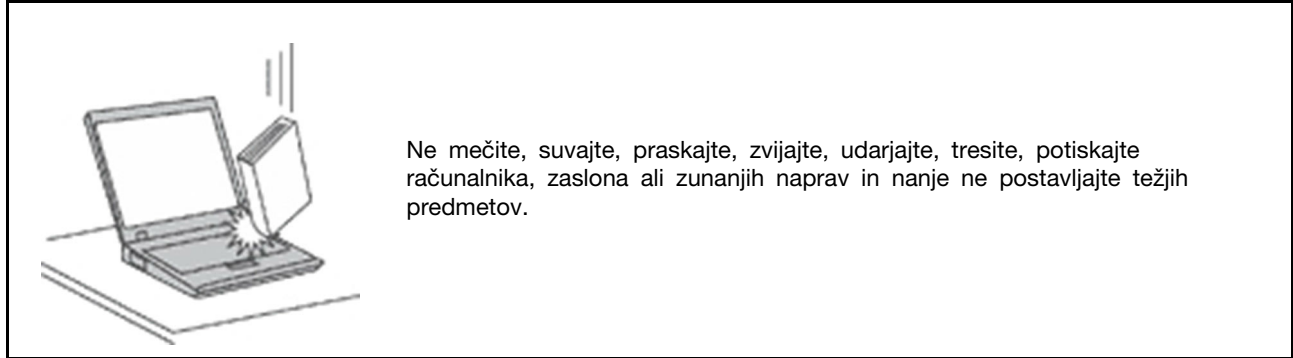 Ne mečite, suvajte, praskajte, zvijajte, udarjajte, tresite, potiskajte
računalnika, zaslona ali zunanjih naprav in nanje ne postavljajte težjih
predmetov.